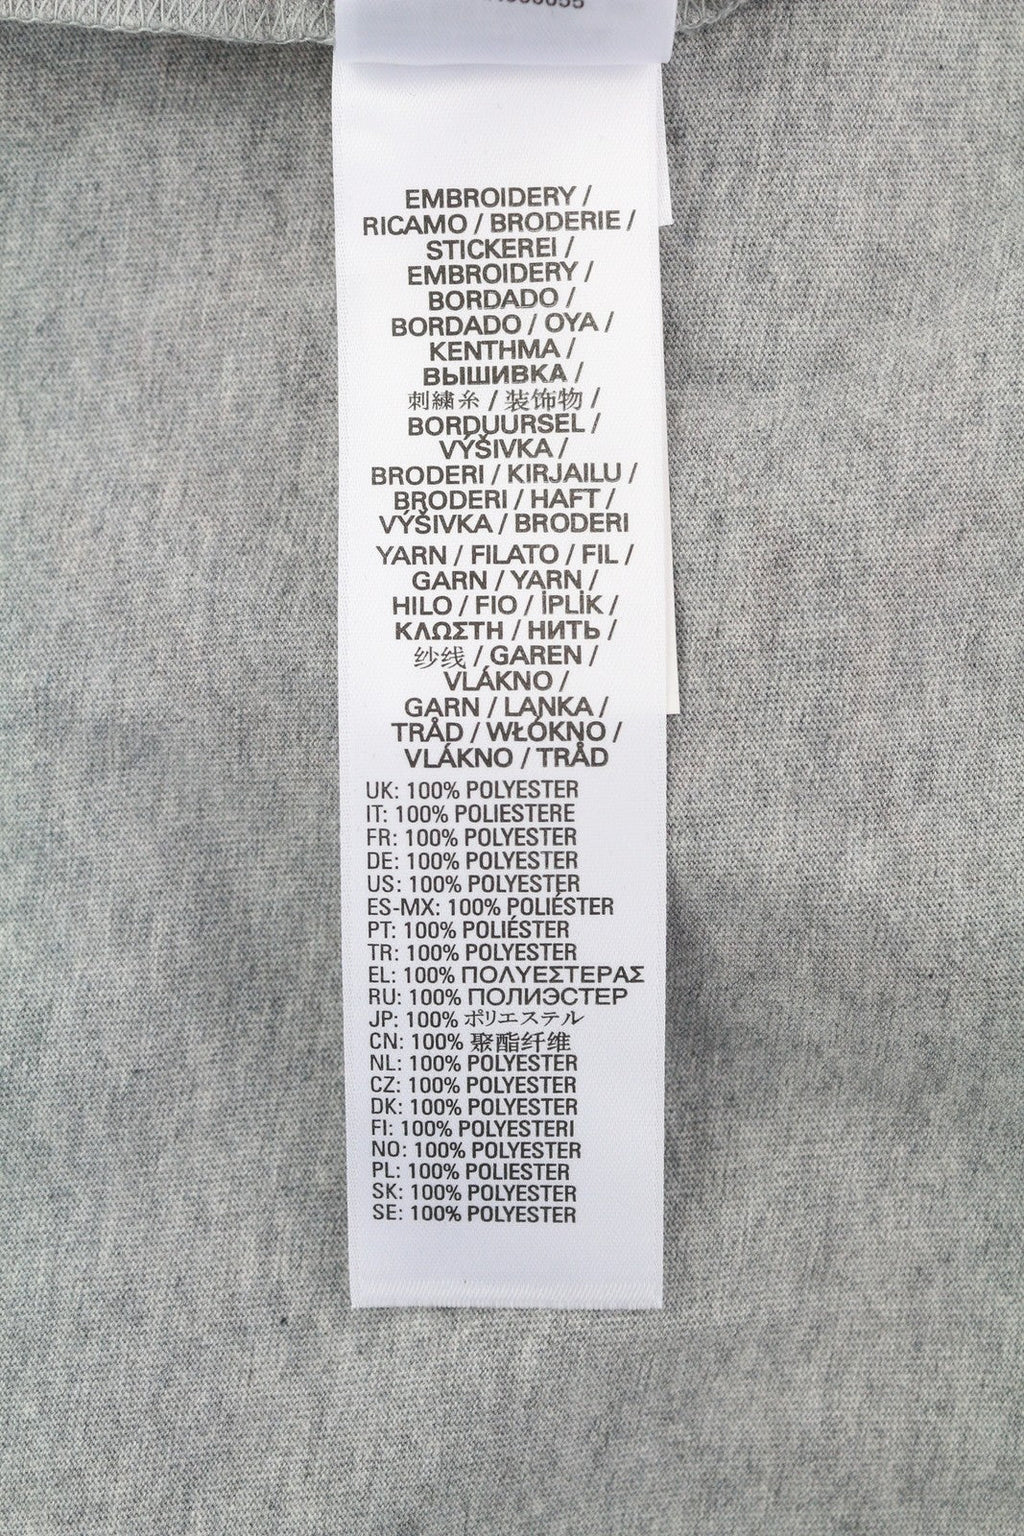 EMBROIDERY /
RICAMO / BRODERIE /
STICKEREI /
EMBROIDERY /
BORDADO /
BORDADO / OYA /
KENTHMA /
ВЫШИВКА /
刺繍糸 / 装饰物 /
BORDUURSEL /
VÝŠIVKA /
BRODERI / KIRJAILU /
BRODERI / HAFT /
VÝŠIVKA / BRODERI
YARN / FILATO / FIL /
GARN / YARN /
HILO / FIO / İPLİK /
ΚΛΩΣΤΗ / НИТЬ /
纱线 / GAREN /
VLÁKNO /
GARN / LANKA /
TRÅD / WŁÓKNO /
VLÁKNO / TRÅD
UK: 100% POLYESTER
IT: 100% POLIESTERE
FR: 100% POLYESTER
DE: 100% POLYESTER
US: 100% POLYESTER
ES-MX: 100% POLIÉSTER
PT: 100% POLIÉSTER
TR: 100% POLYESTER
EL: 100% ΠΟΛΥΕΣΤΕΡΑΣ
RU: 100% ПОЛИЭСТЕР
JP: 100% ポリエステル
CN: 100% 聚酯纤维
NL: 100% POLYESTER
CZ: 100% POLYESTER
DK: 100% POLYESTER
FI: 100% POLYESTERI
NO: 100% POLYESTER
PL: 100% POLIESTER
SK: 100% POLYESTER
SE: 100% POLYESTER